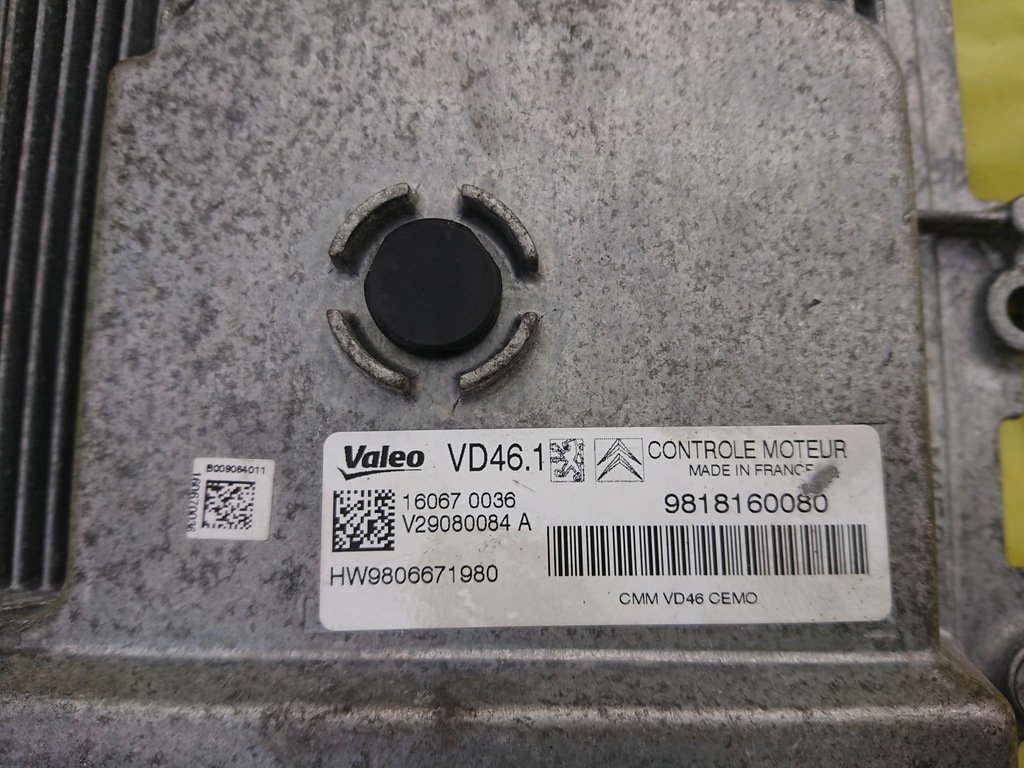 Valeo VD46.1 CONTROLE MOTEUR
MADE IN FRANCE
16067 0036 9818160080
V29080084 A
HW9806671980
CMM VD46 CEMO
B009064011